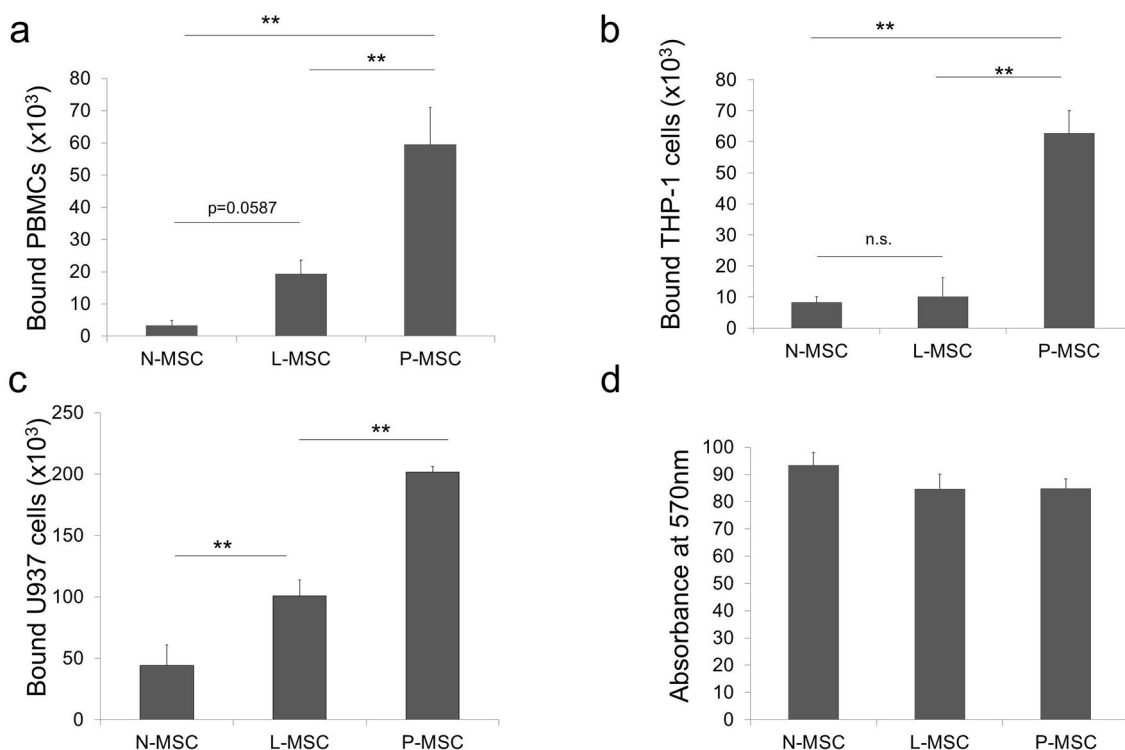 a
**
**
Bound PBMCs (x10³)
80
70
60
50
40
30
20
10
0
p=0.0587
N-MSC L-MSC P-MSC
b
**
**
Bound THP-1 cells (x10³)
80
70
60
50
40
30
20
10
0
n.s.
N-MSC L-MSC P-MSC
c
**
**
Bound U937 cells (x10³)
250
200
150
100
50
0
N-MSC L-MSC P-MSC
d
Absorbance at 570nm
100
90
80
70
60
50
40
30
20
10
0
N-MSC L-MSC P-MSC